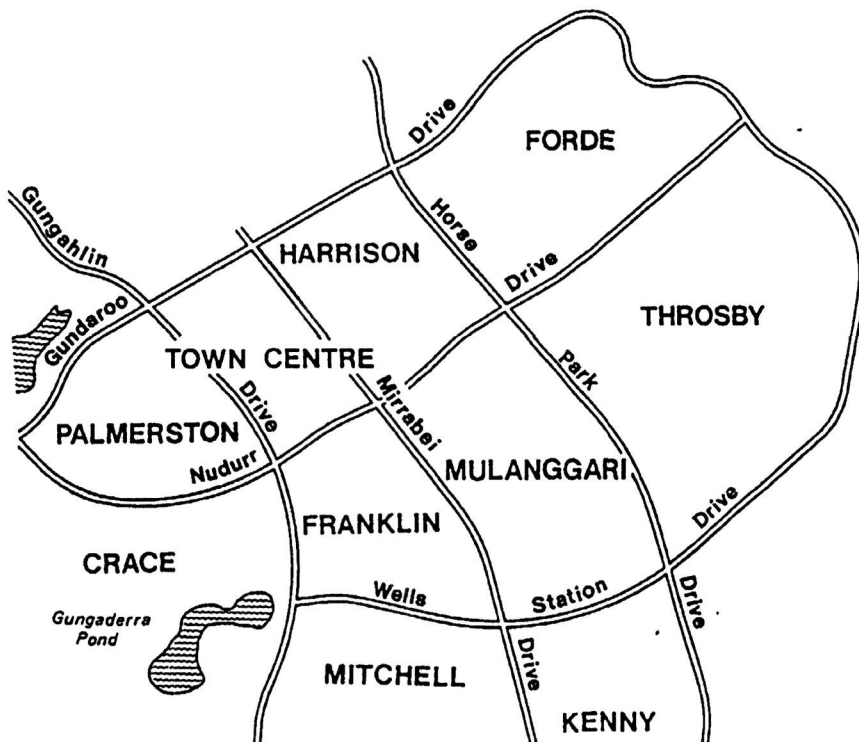 Drive
FORDE
Gungahlin
Horse
HARRISON
Drive
Gundaroo
THROSBY
TOWN CENTRE
Park
Drive
Mirrabei
PALMERSTON
Nudurr
MULANGGARI
FRANKLIN
Drive
CRACE
Wells
Station
Drive
Gungaderra
Pond
Drive
MITCHELL
KENNY